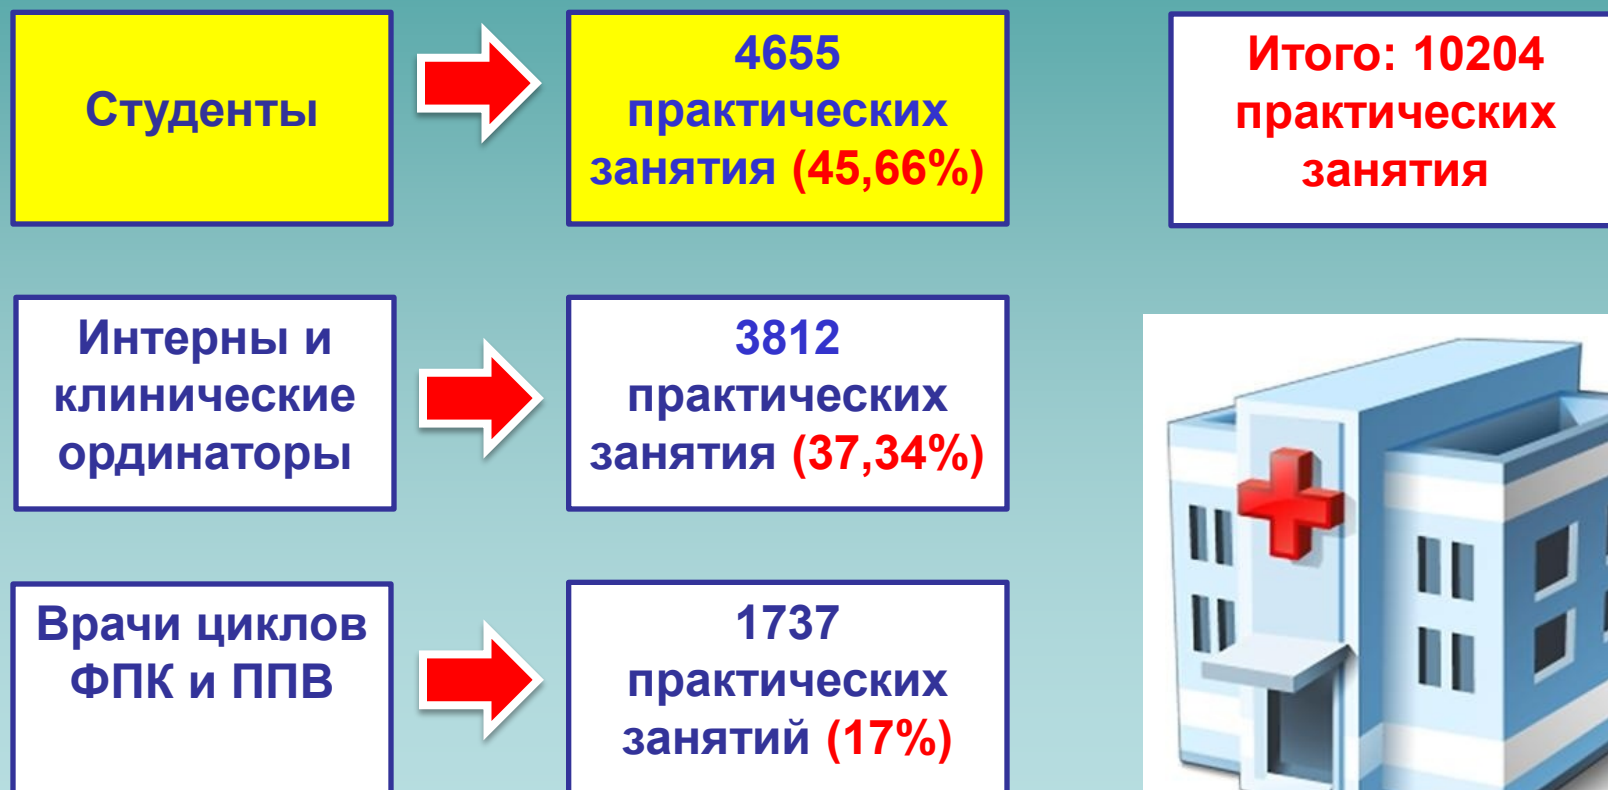 Студенты
4655
практических
занятия (45,66%)
Итого: 10204
практических
занятия
Интерны и
клинические
ординаторы
3812
практических
занятия (37,34%)
Врачи циклов
ФПК и ППВ
1737
практических
занятий (17%)